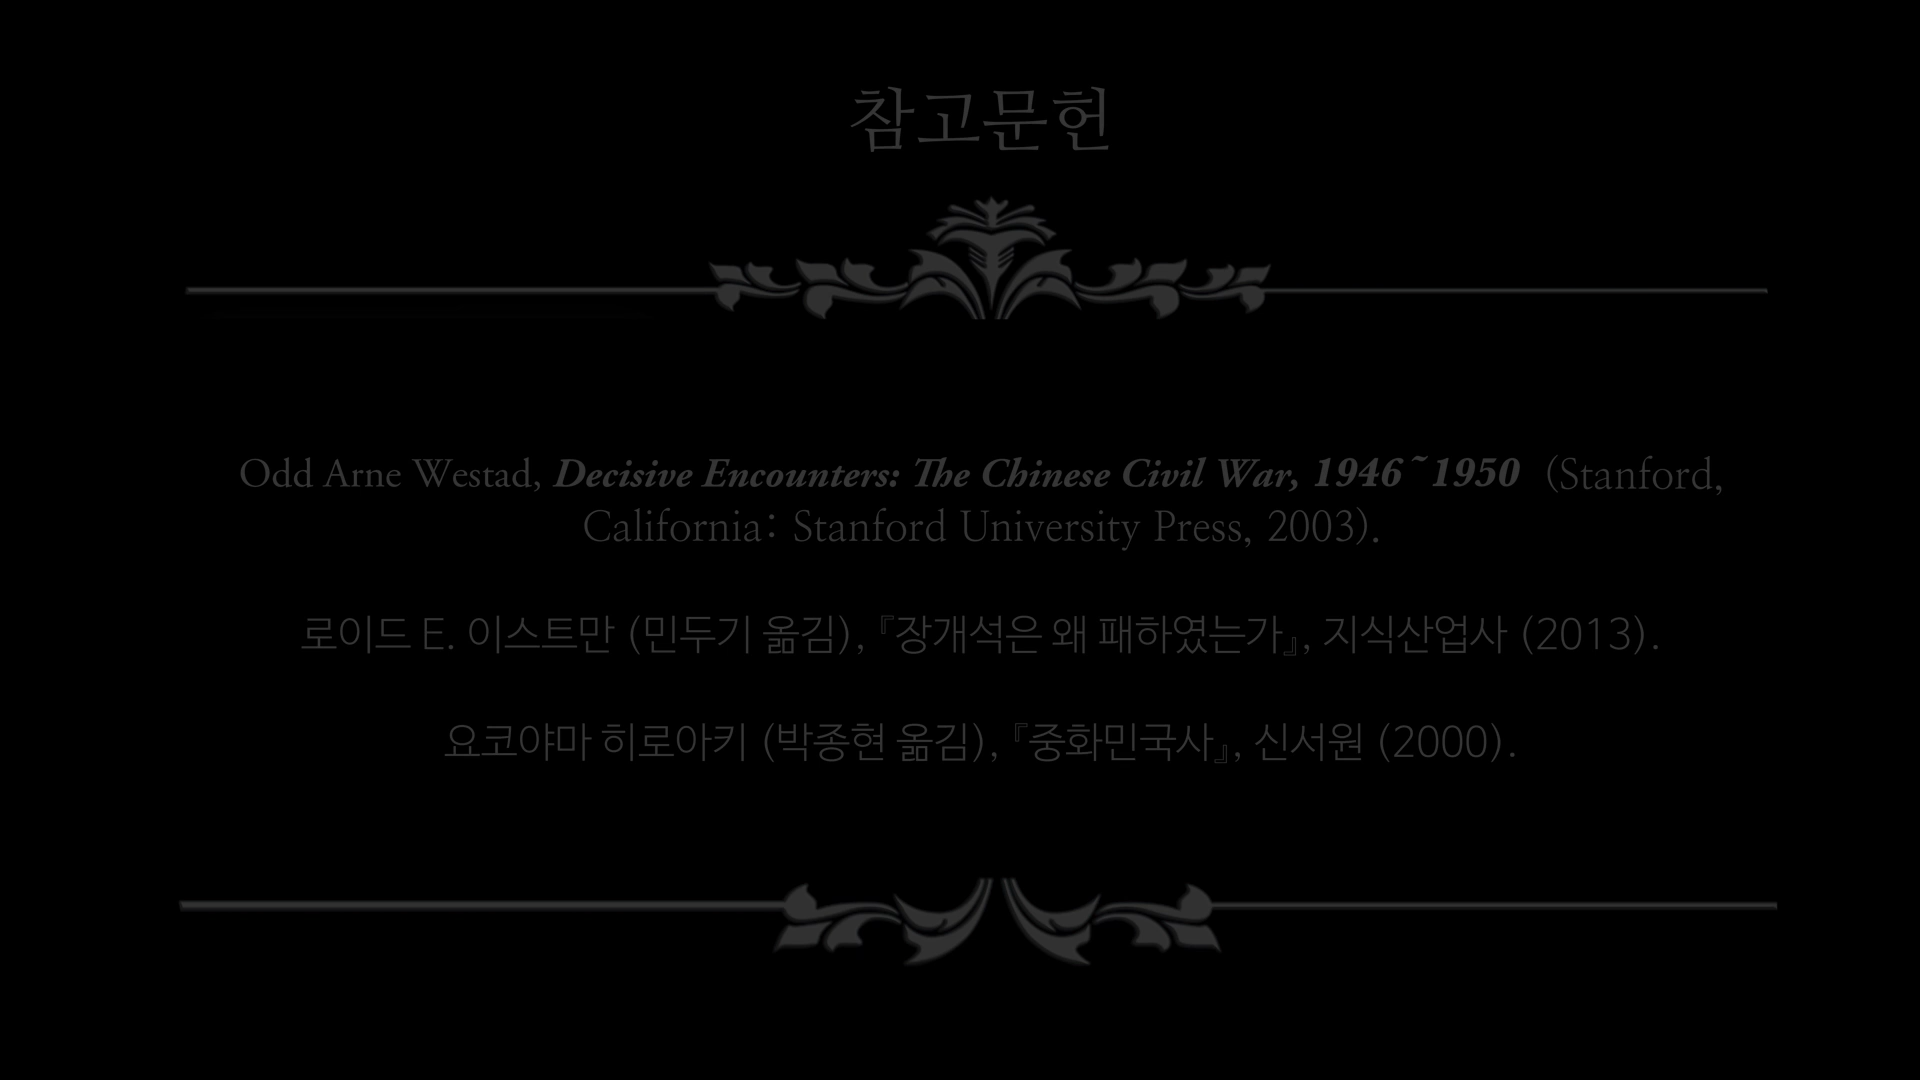 참고문헌
Odd Arne Westad, Decisive Encounters: The Chinese Civil War, 1946~1950 (Stanford,
California: Stanford University Press, 2003).
로이드 E. 이스트만 (민두기 옮김), 『장개석은 왜 패하였는가』, 지식산업사 (2013).
요코야마 히로아키 (박종현 옮김), 『중화민국사』, 신서원 (2000).